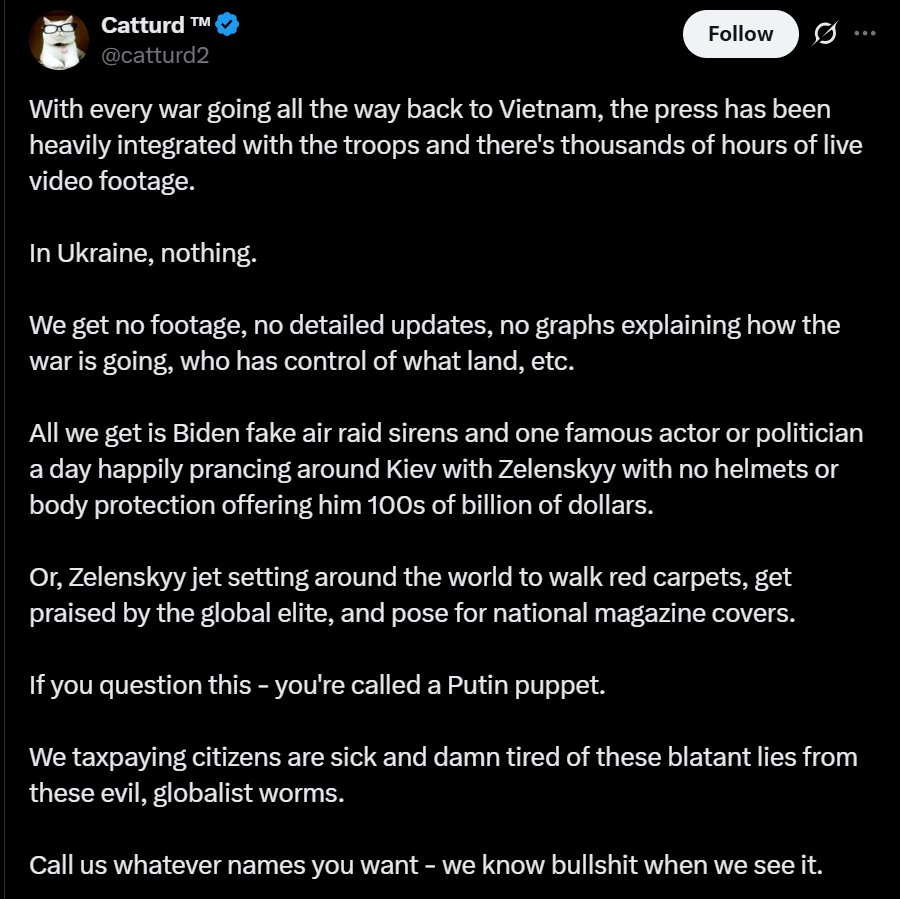 Catturd ™
@catturd2
Follow
With every war going all the way back to Vietnam, the press has been
heavily integrated with the troops and there's thousands of hours of live
video footage.
In Ukraine, nothing.
We get no footage, no detailed updates, no graphs explaining how the
war is going, who has control of what land, etc.
All we get is Biden fake air raid sirens and one famous actor or politician
a day happily prancing around Kiev with Zelenskyy with no helmets or
body protection offering him 100s of billion of dollars.
Or, Zelenskyy jet setting around the world to walk red carpets, get
praised by the global elite, and pose for national magazine covers.
If you question this - you're called a Putin puppet.
We taxpaying citizens are sick and damn tired of these blatant lies from
these evil, globalist worms.
Call us whatever names you want - we know bullshit when we see it.